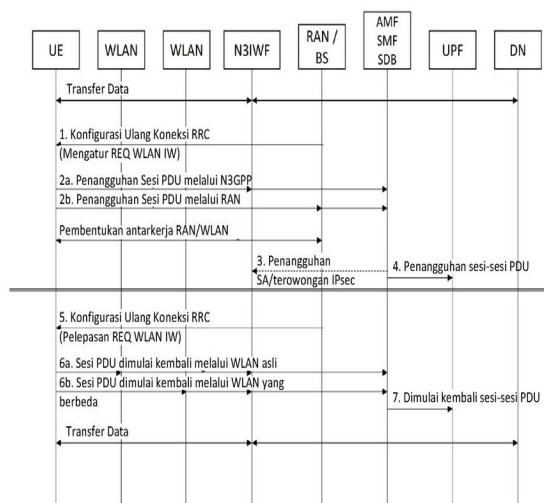 UE
WLAN
WLAN
N3IWF
RAN /
BS
AMF
SMF
SDB
UPF
DN
Transfer Data
1. Konfigurasi Ulang Koneksi RRC
(Mengatur REQ WLAN IW)
2a. Penangguhan Sesi PDU melalui N3GPP
2b. Penangguhan Sesi PDU melalui RAN
Pembentukan antarkerja RAN/WLAN
3. Penangguhan
SA/terowongan IPsec
4. Penangguhan sesi-sesi PDU
5. Konfigurasi Ulang Koneksi RRC
(Pelepasan REQ WLAN IW)
6a. Sesi PDU dimulai kembali melalui WLAN asli
6b. Sesi PDU dimulai kembali melalui WLAN yang
berbeda
7. Dimulai kembali sesi-sesi PDU
Transfer Data